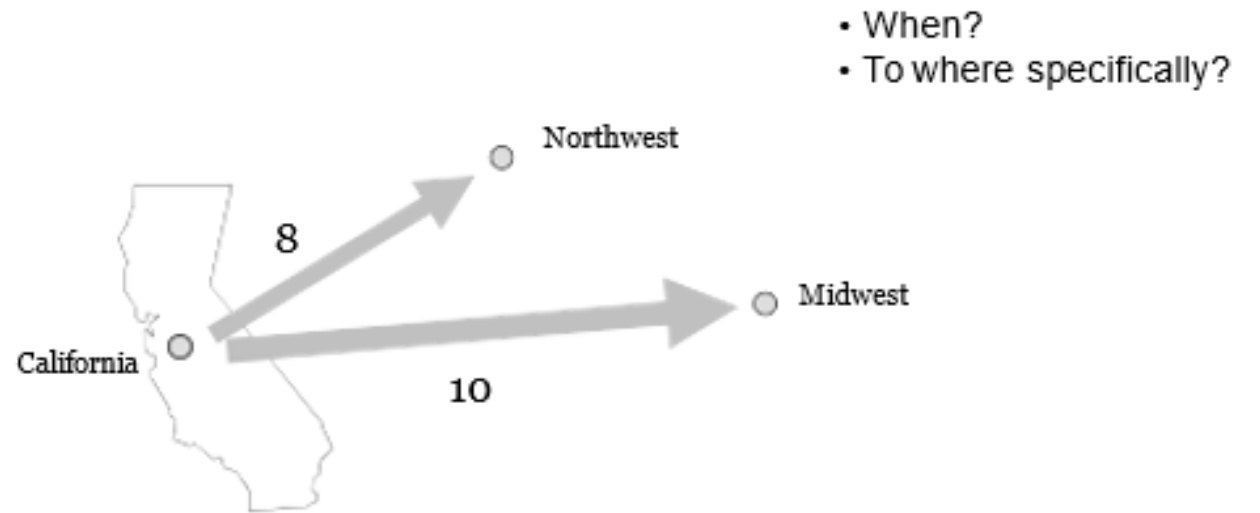 • When?
• To where specifically?
Northwest
8
Midwest
California
10